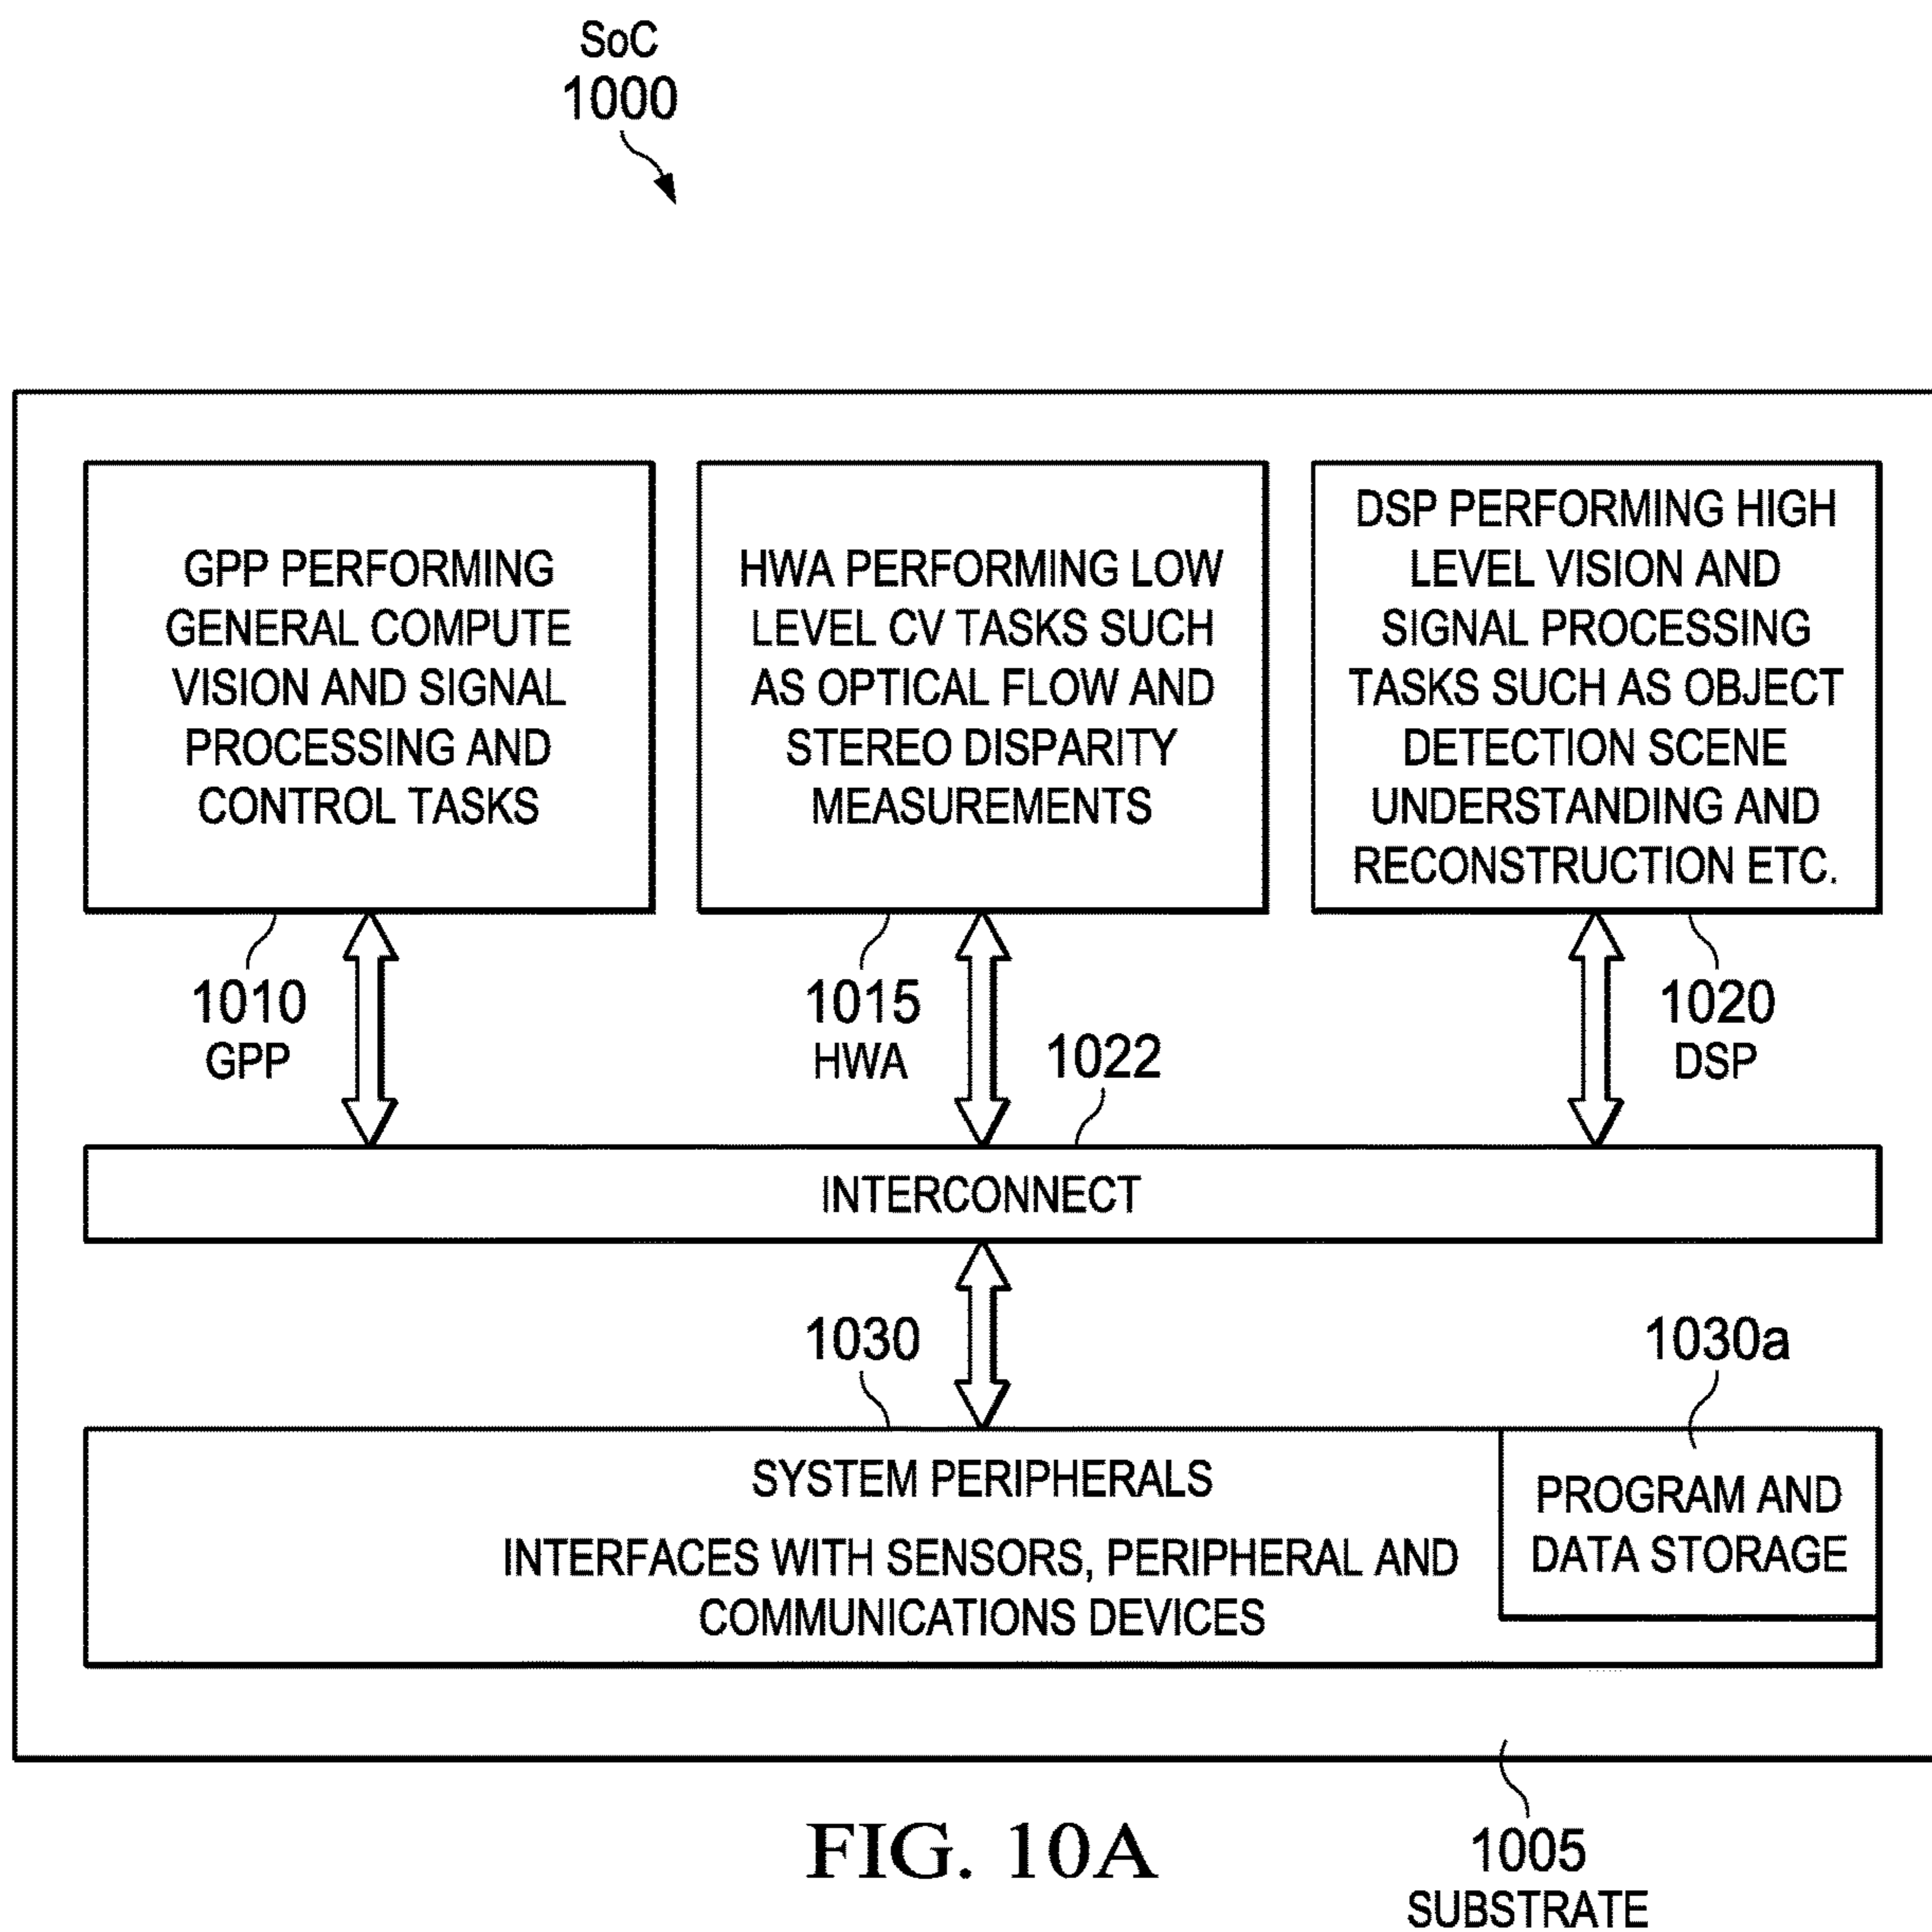 SoC
1000
GPP PERFORMING
GENERAL COMPUTE
VISION AND SIGNAL
PROCESSING AND
CONTROL TASKS
HWA PERFORMING LOW
LEVEL CV TASKS SUCH
AS OPTICAL FLOW AND
STEREO DISPARITY
MEASUREMENTS
DSP PERFORMING HIGH
LEVEL VISION AND
SIGNAL PROCESSING
TASKS SUCH AS OBJECT
DETECTION SCENE
UNDERSTANDING AND
RECONSTRUCTION ETC.
1010
GPP
1015
HWA
1022
1020
DSP
INTERCONNECT
1030
1030a
SYSTEM PERIPHERALS
INTERFACES WITH SENSORS, PERIPHERAL AND
COMMUNICATIONS DEVICES
PROGRAM AND
DATA STORAGE
FIG. 10A
1005
SUBSTRATE